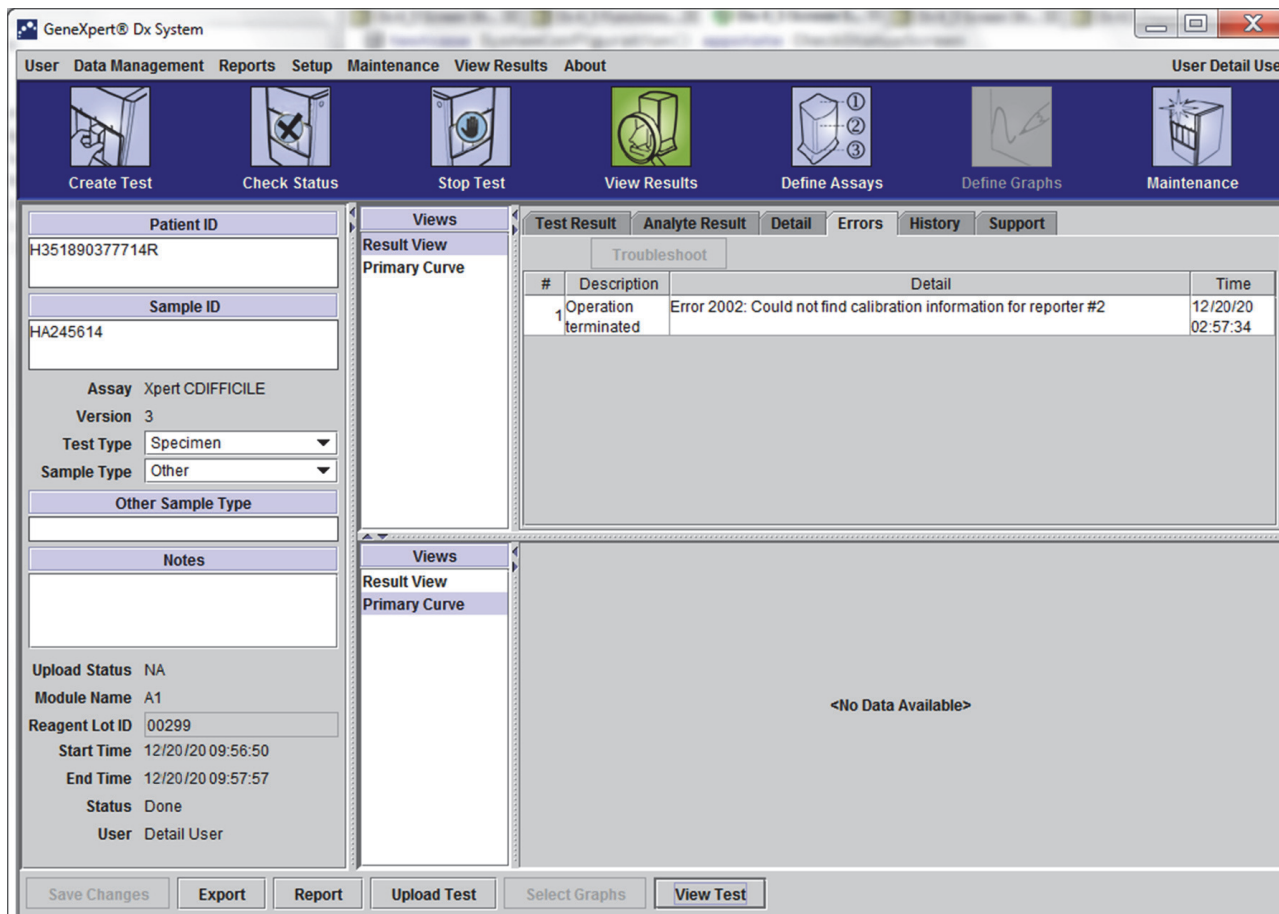 GeneXpert® Dx System
User Data Management Reports Setup Maintenance View Results About User Detail Use
① ② ③
Create Test Check Status Stop Test View Results Define Assays Define Graphs Maintenance
Patient ID
H351890377714R
Sample ID
HA245614
Assay Xpert CDIFFICILE
Version 3
Test Type Specimen
Sample Type Other
Other Sample Type
Notes
Upload Status NA
Module Name A1
Reagent Lot ID 00299
Start Time 12/20/20 09:56:50
End Time 12/20/20 09:57:57
Status Done
User Detail User
Views
Result View
Primary Curve
Test Result Analyte Result Detail Errors History Support
Troubleshoot
# Description Detail Time
1 Operation terminated Error 2002: Could not find calibration information for reporter #2 12/20/20 02:57:34
Views
Result View
Primary Curve
<No Data Available>
Save Changes Export Report Upload Test Select Graphs View Test